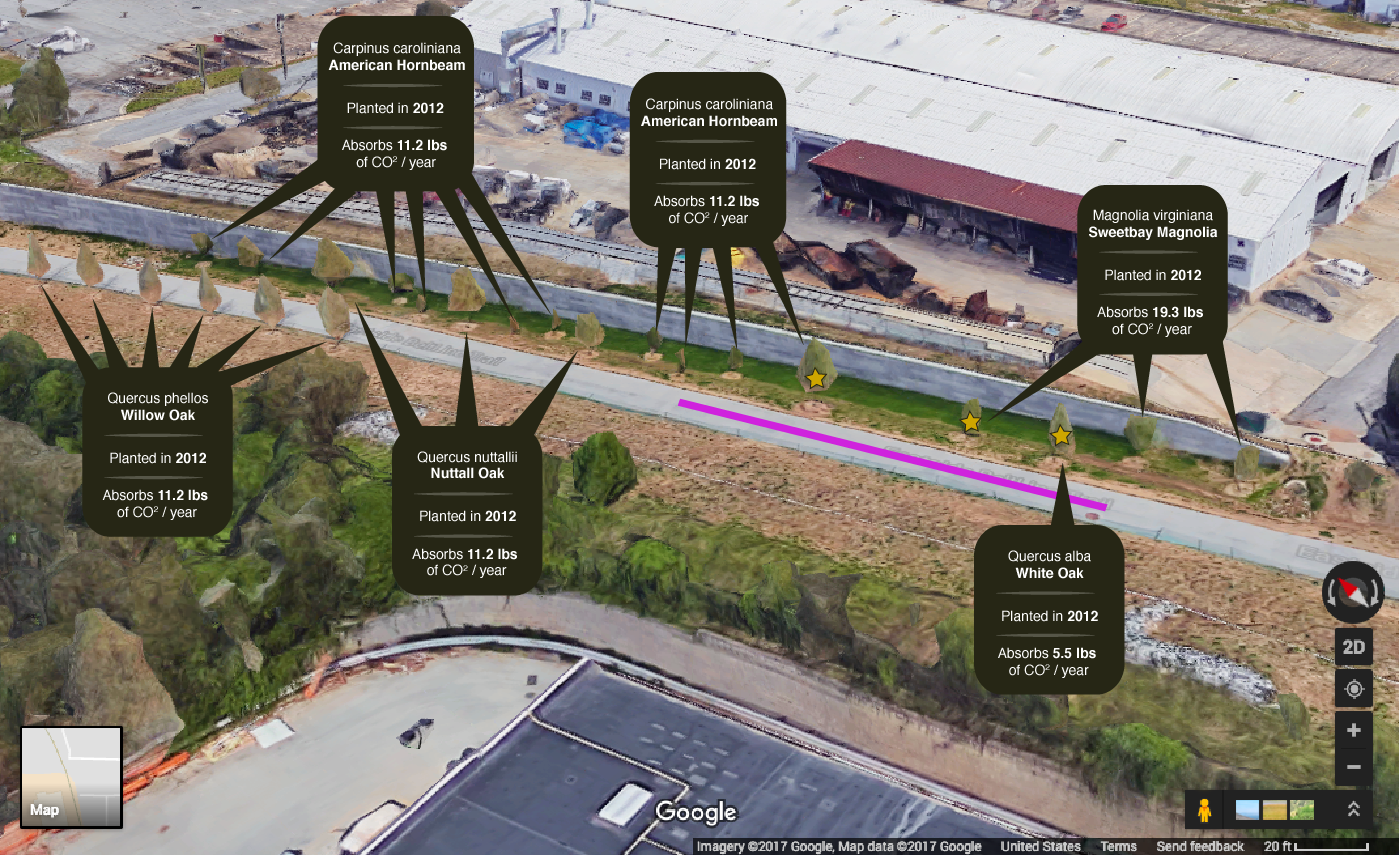 Carpinus caroliniana
American Hornbeam
Planted in 2012
Absorbs 11.2 lbs
of CO² / year
Carpinus caroliniana
American Hornbeam
Planted in 2012
Absorbs 11.2 lbs
of CO² / year
Magnolia virginiana
Sweetbay Magnolia
Planted in 2012
Absorbs 19.3 lbs
of CO² / year
Quercus phellos
Willow Oak
Planted in 2012
Absorbs 11.2 lbs
of CO² / year
Quercus nuttallii
Nuttall Oak
Planted in 2012
Absorbs 11.2 lbs
of CO² / year
Quercus alba
White Oak
Planted in 2012
Absorbs 5.5 lbs
of CO² / year
2D
+
−
Map
Google
Imagery ©2017 Google, Map data ©2017 Google United States Terms Send feedback 20 ft